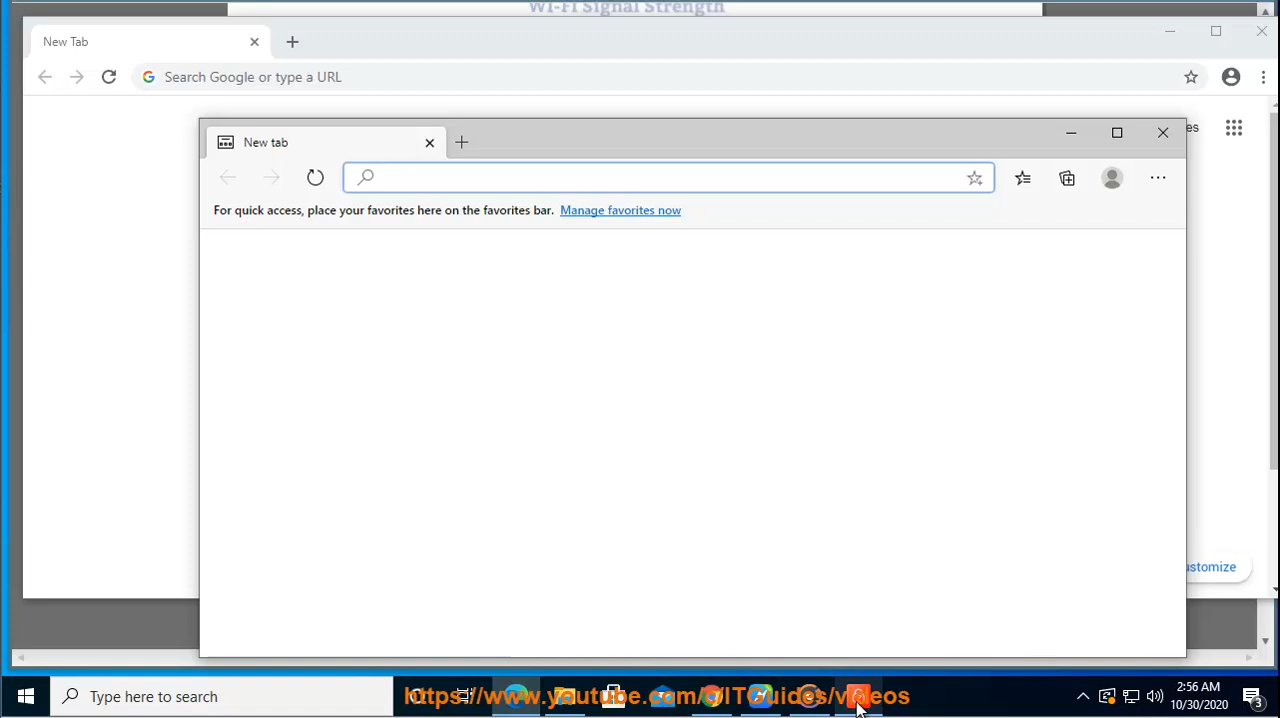 Wi-Fi Signal Strength
New Tab
Search Google or type a URL
New tab
For quick access, place your favorites here on the favorites bar. Manage favorites now
ustomize
Type here to search
https://www.youtube.com/c/ITGuides/videos
2:56 AM
10/30/2020
3